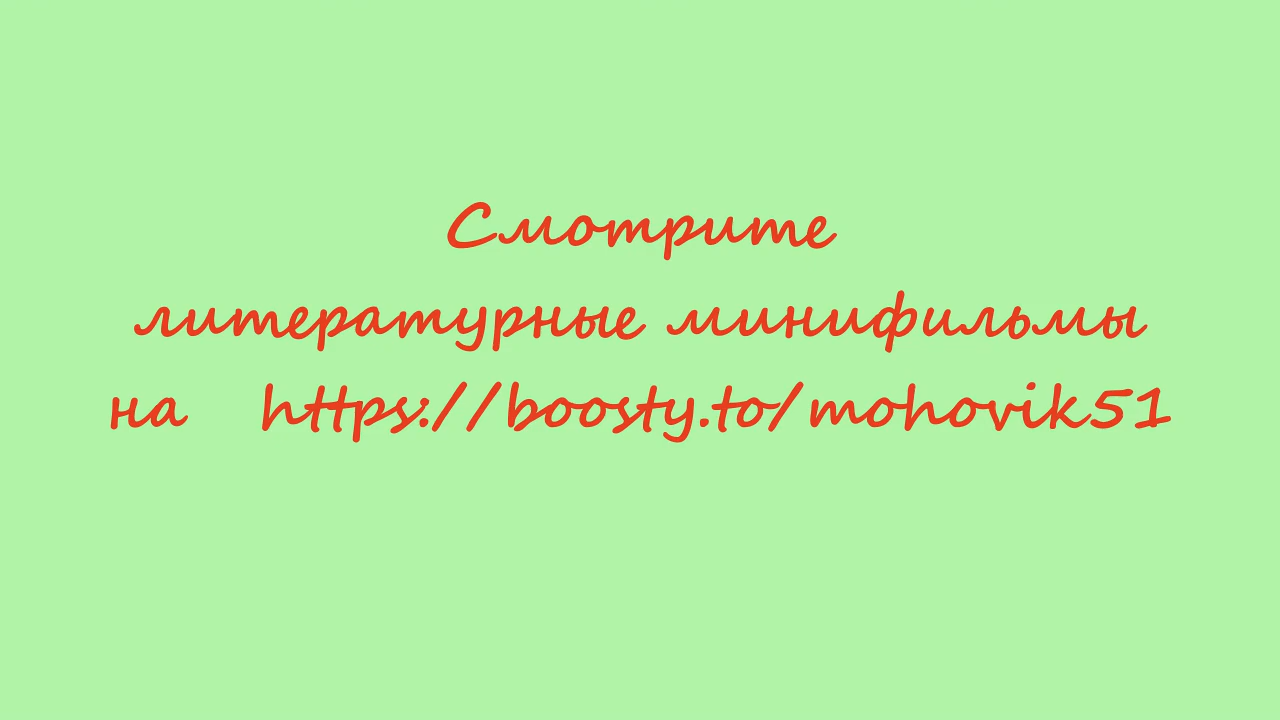 Смотрите
литературные минифильмы
на https://boosty.to/mohovik51